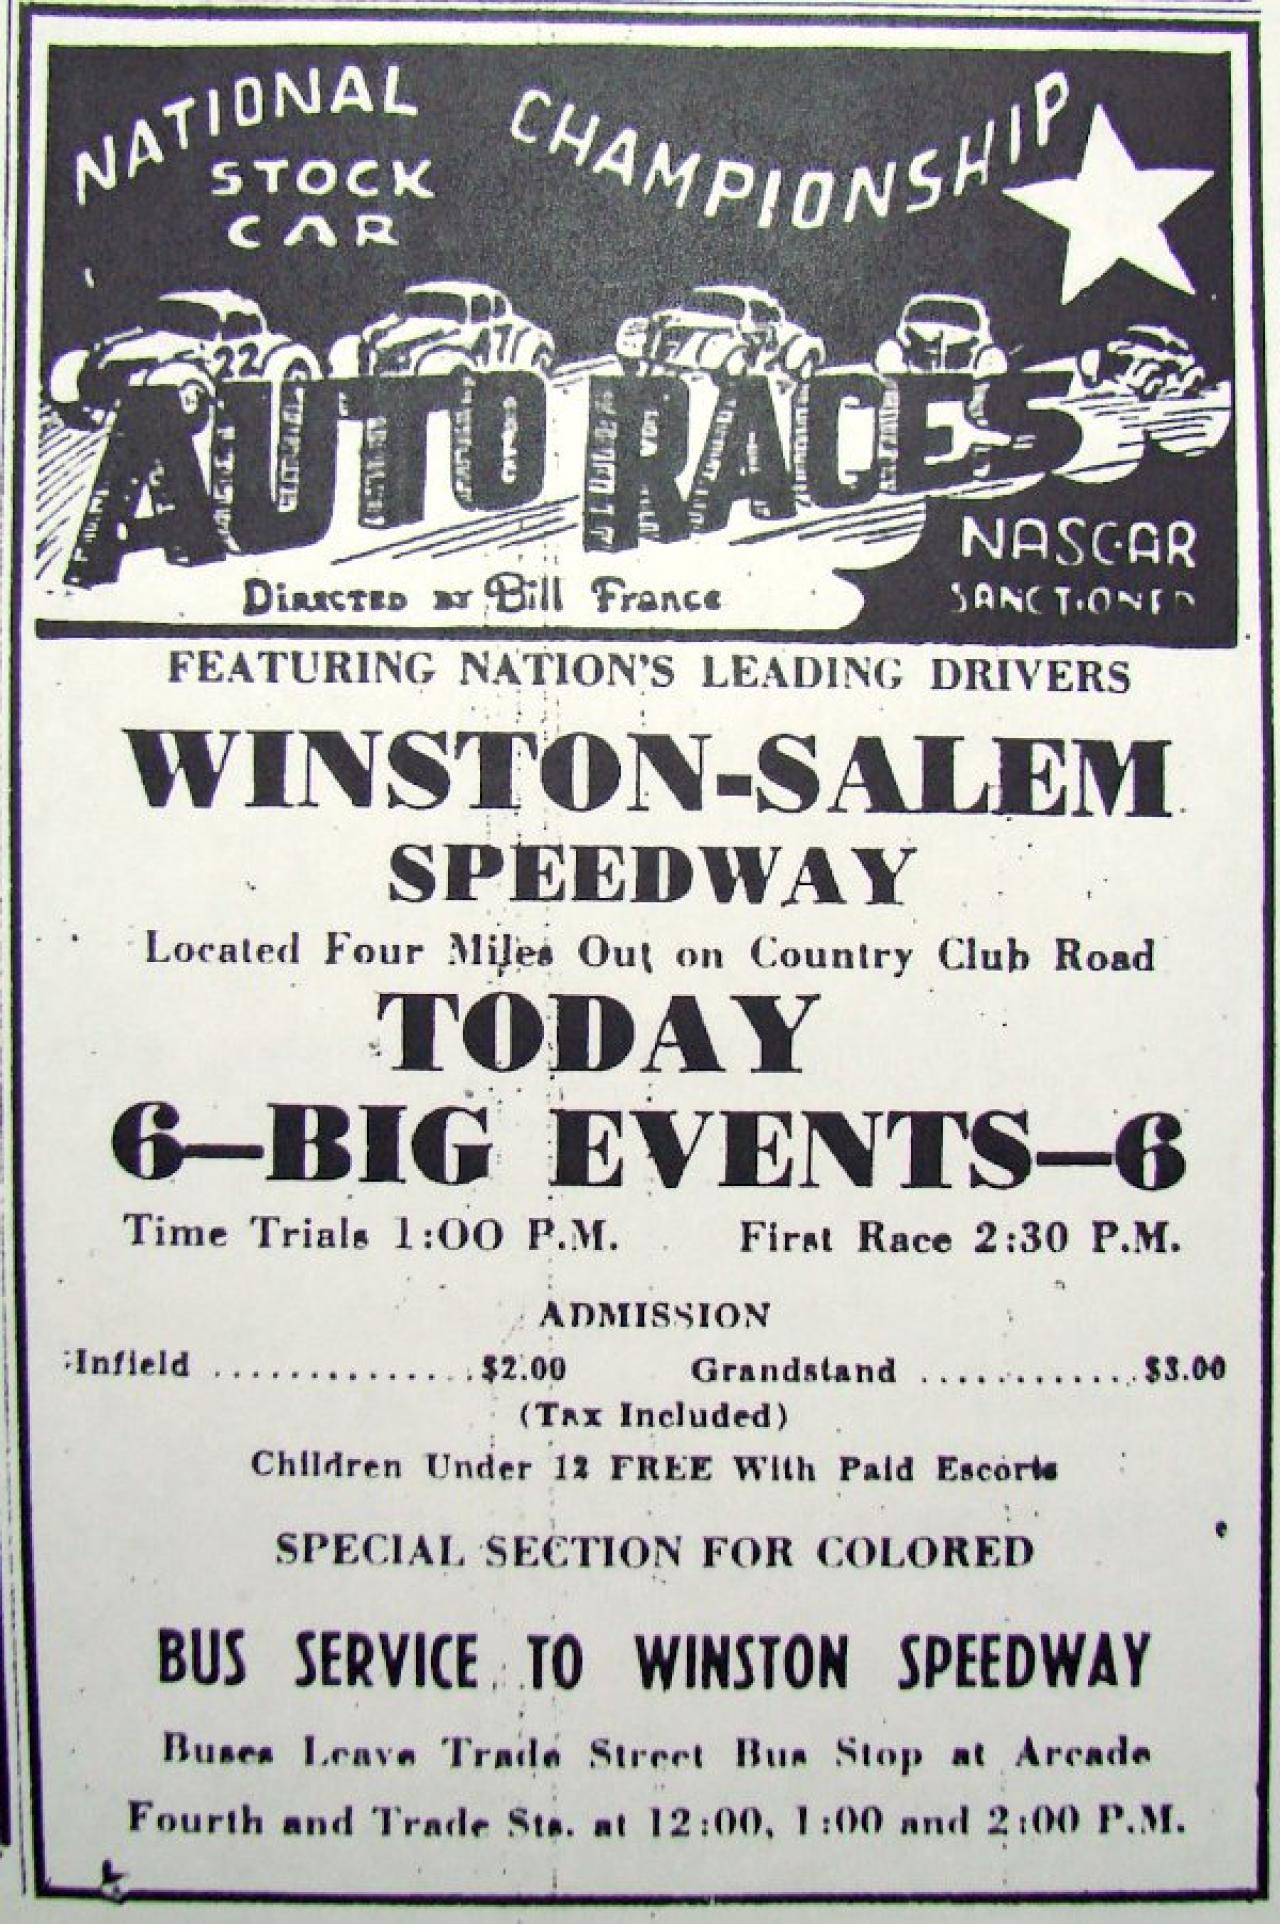 NATIONAL CHAMPIONSHIP
STOCK
CAR
22
7
17
AUTO RACES
NASCAR
SANCTIONED
DIRECTED BY Bill France
FEATURING NATION'S LEADING DRIVERS
WINSTON-SALEM
SPEEDWAY
Located Four Miles Out on Country Club Road
TODAY
6—BIG EVENTS—6
Time Trials 1:00 P.M. First Race 2:30 P.M.
ADMISSION
Infield .............. $2.00 Grandstand ............ $3.00
(Tax Included)
Children Under 12 FREE With Paid Escorts
SPECIAL SECTION FOR COLORED
BUS SERVICE TO WINSTON SPEEDWAY
Buses Leave Trade Street Bus Stop at Arcade
Fourth and Trade Sts. at 12:00, 1:00 and 2:00 P.M.